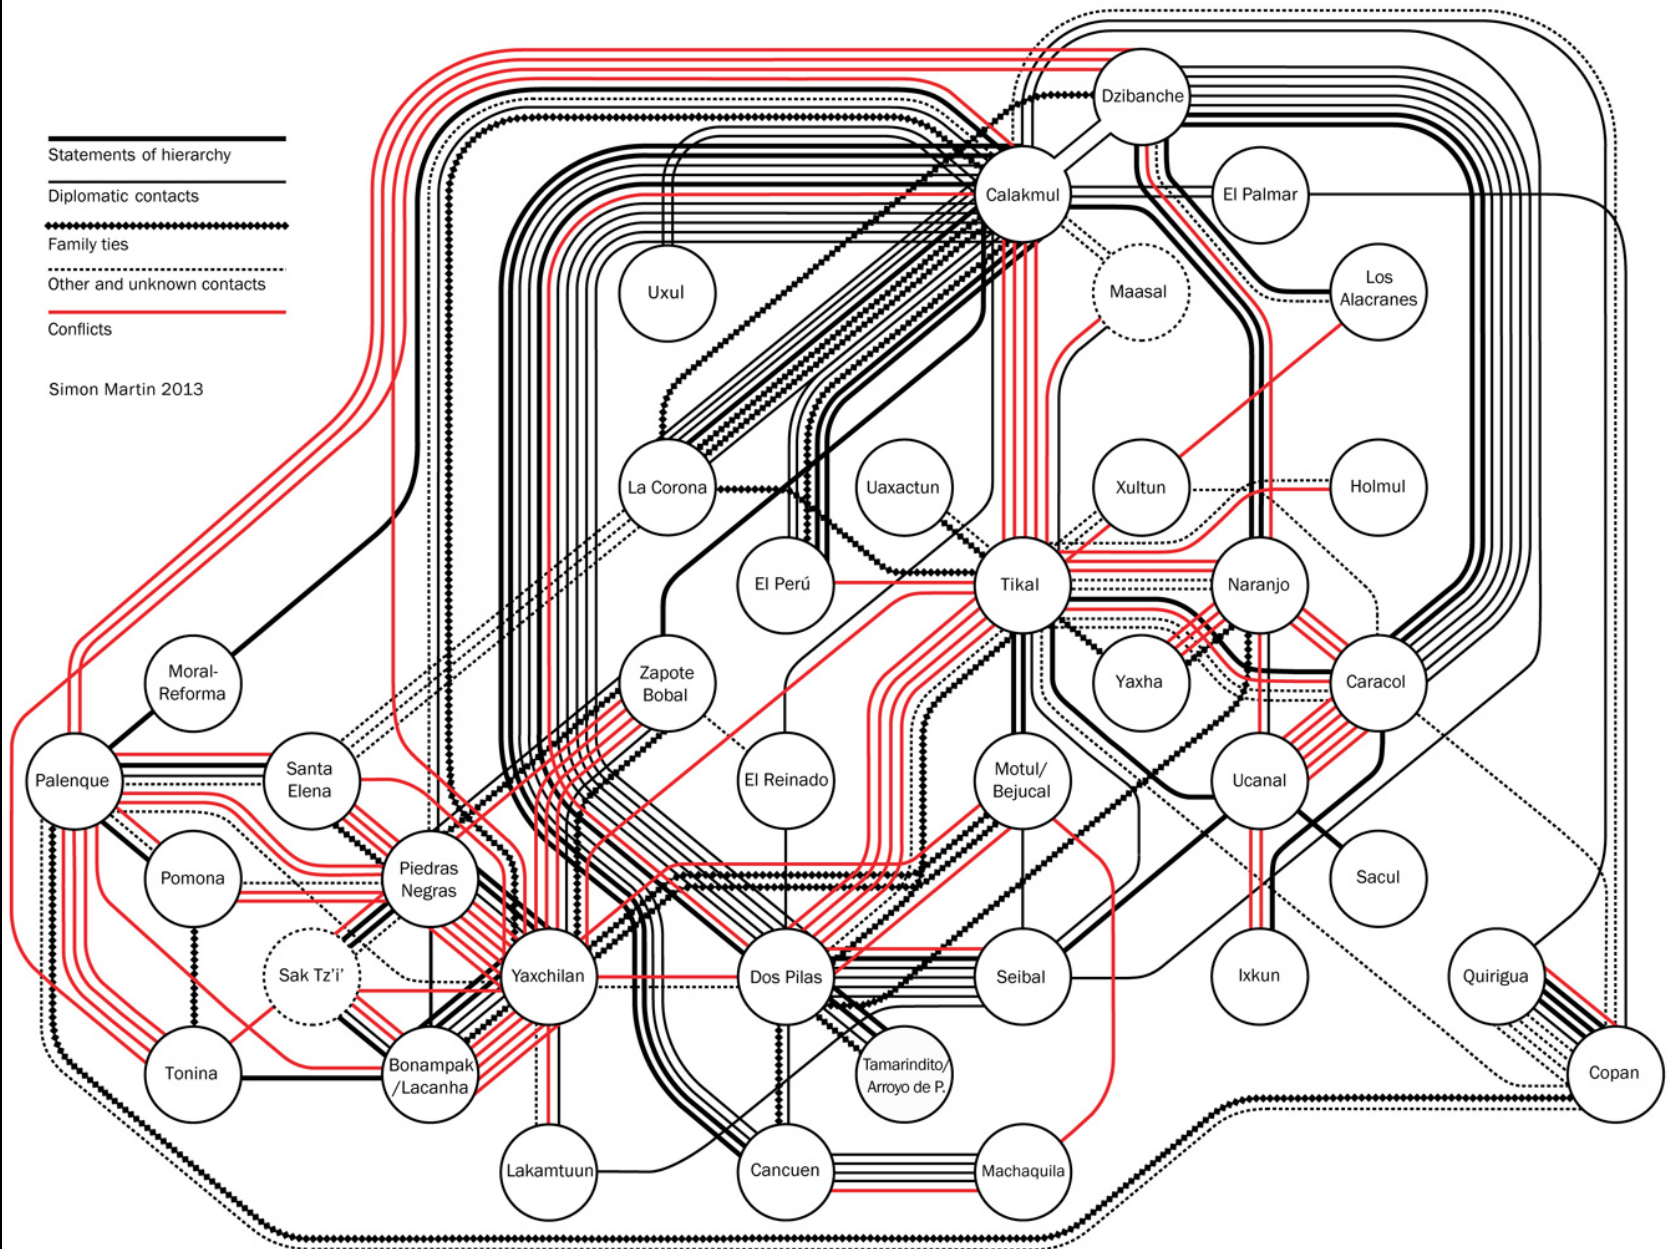 Dzibanche
Statements of hierarchy
Diplomatic contacts
Calakmul
El Palmar
Family ties
Other and unknown contacts
Uxul
Maasal
Los
Alacranes
Conflicts
Simon Martin 2013
La Corona
Uaxactun
Xultun
Holmul
El Perú
Tikal
Naranjo
Moral-
Reforma
Zapote
Bobal
Yaxha
Caracol
Palenque
Santa
Elena
El Reinado
Motul/
Bejucal
Ucanal
Pomona
Piedras
Negras
Sacul
Sak Tz'i'
Yaxchilan
Dos Pilas
Seibal
Ixkun
Quirigua
Tonina
Bonampak
/Lacanha
Tamarindito/
Arroyo de P.
Copan
Lakamtuun
Cancuen
Machaquila